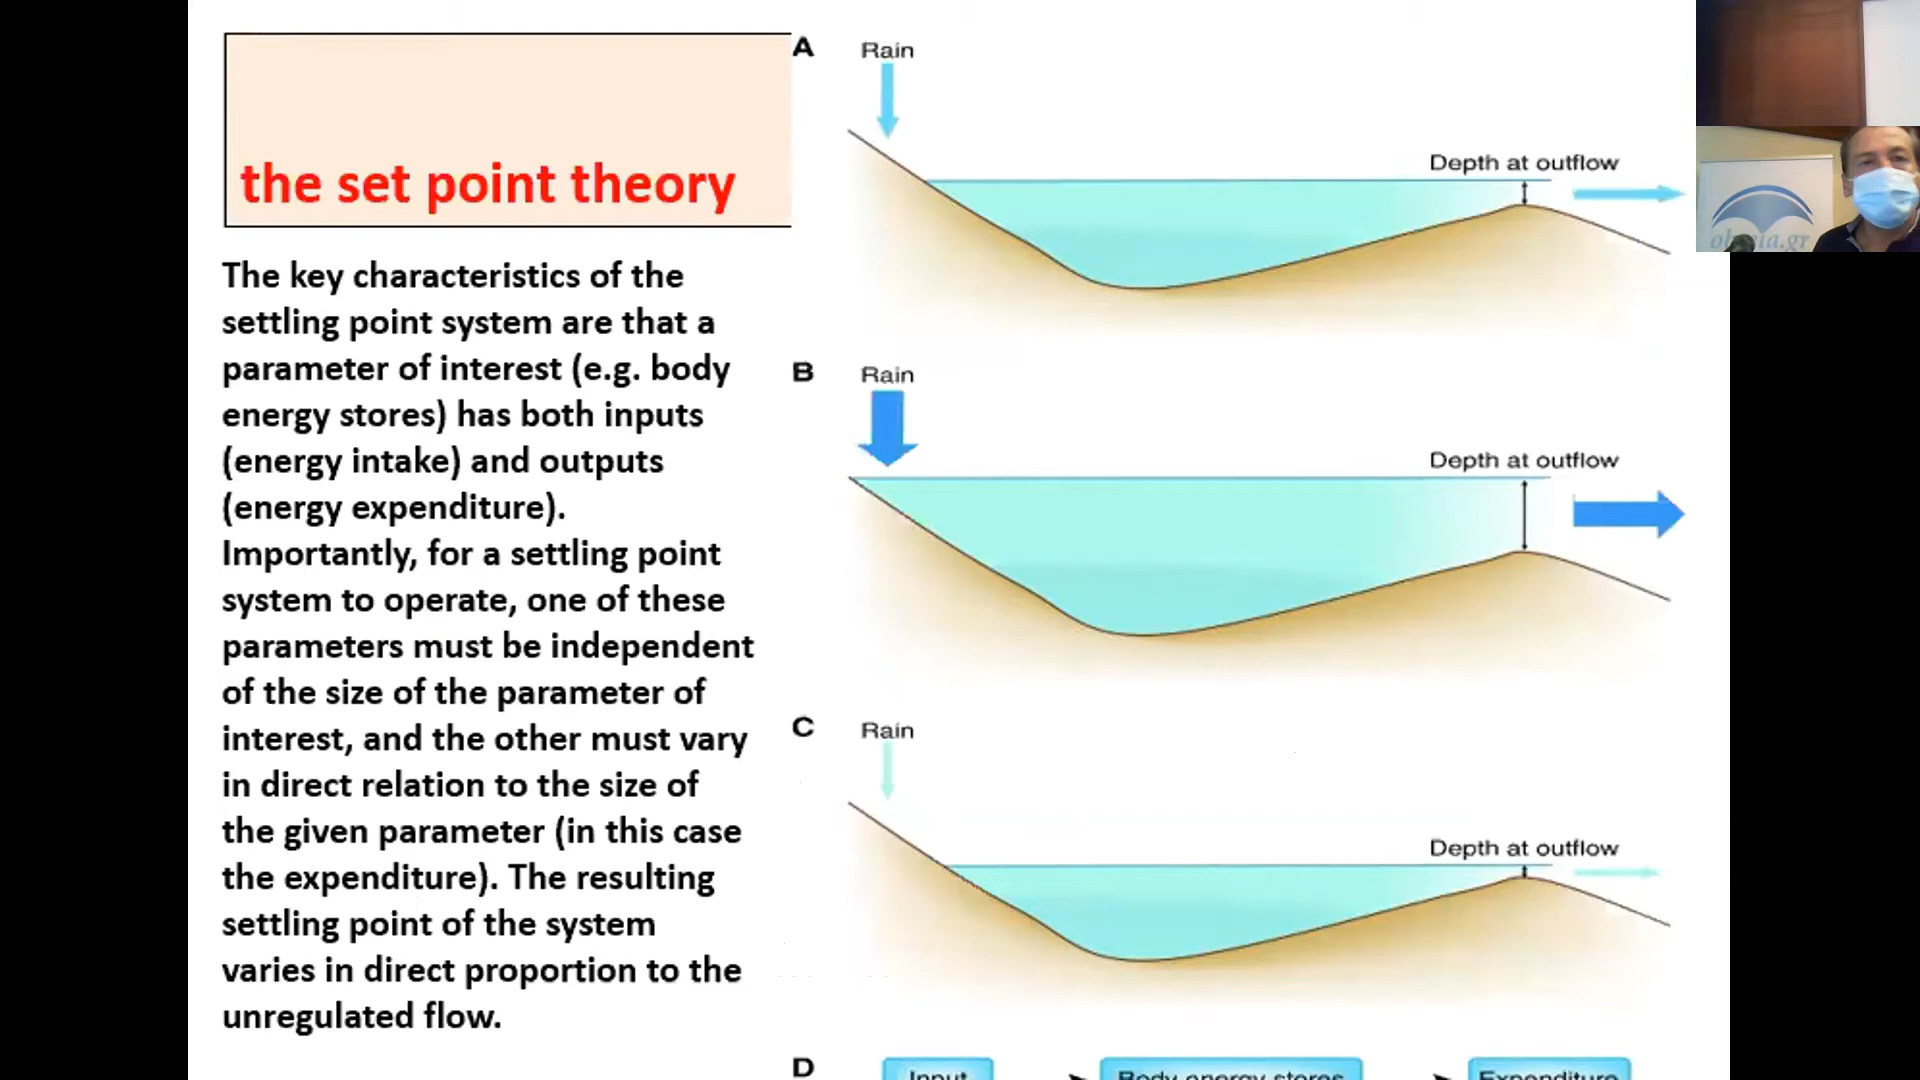 the set point theory
The key characteristics of the
settling point system are that a
parameter of interest (e.g. body
energy stores) has both inputs
(energy intake) and outputs
(energy expenditure).
Importantly, for a settling point
system to operate, one of these
parameters must be independent
of the size of the parameter of
interest, and the other must vary
in direct relation to the size of
the given parameter (in this case
the expenditure). The resulting
settling point of the system
varies in direct proportion to the
unregulated flow.
A
Rain
Depth at outflow
B
Rain
Depth at outflow
C
Rain
Depth at outflow
D
Input
Body energy stores
Expenditure